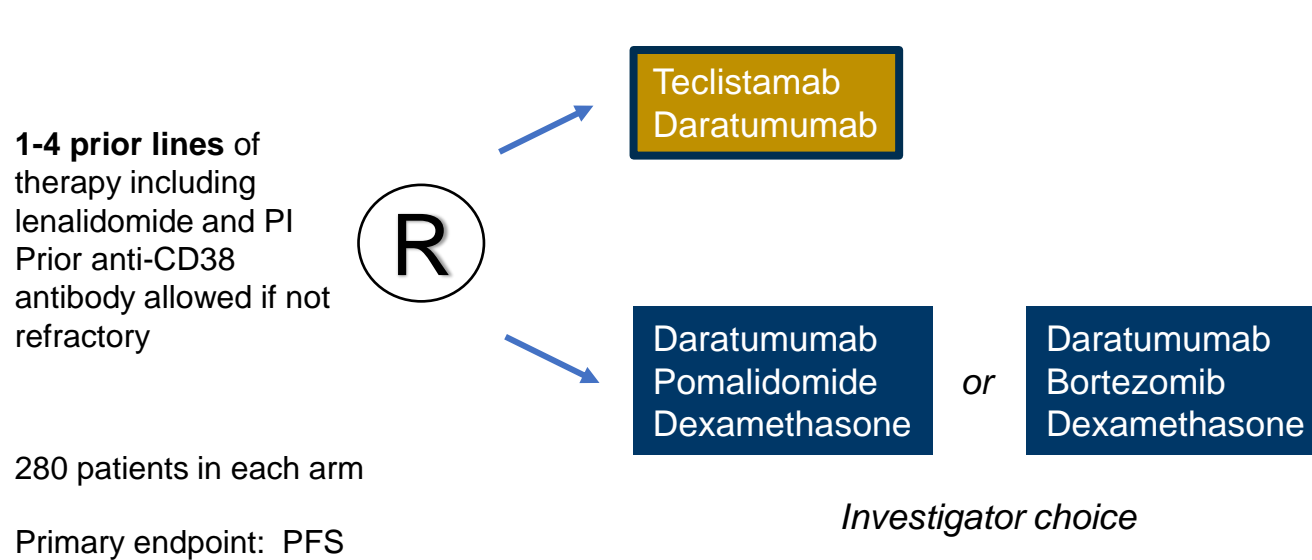 1-4 prior lines of
therapy including
lenalidomide and PI
Prior anti-CD38
antibody allowed if not
refractory
280 patients in each arm
Primary endpoint:  PFS
R
Teclistamab
Daratumumab
Daratumumab
Pomalidomide
Dexamethasone
or
Daratumumab
Bortezomib
Dexamethasone
Investigator choice